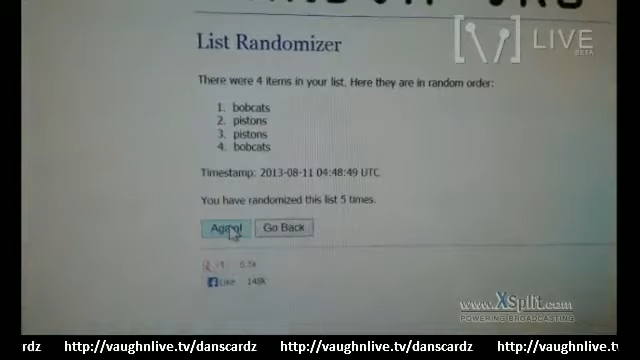 [V] LIVE
BETA
List Randomizer
There were 4 items in your list. Here they are in random order:
1. bobcats
2. pistons
3. pistons
4. bobcats
Timestamp: 2013-08-11 04:48:49 UTC
You have randomized this list 5 times.
Again! Go Back
+1
Like 148k
www.XSplit.com
POWERING BROADCASTING
rdz http://vaughnlive.tv/danscardz http://vaughnlive.tv/danscardz http://vaughnlive.tv